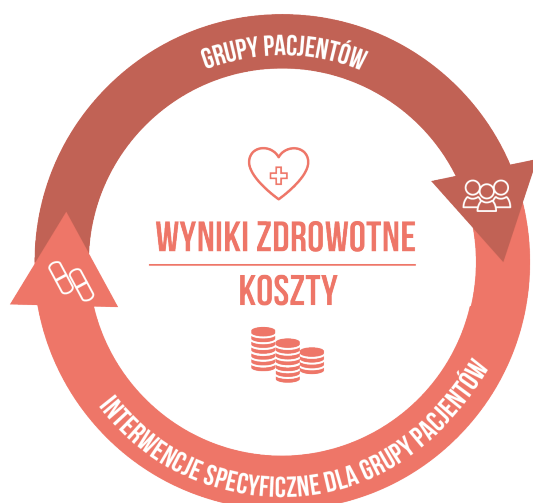 GRUPY PACJENTÓW
WYNIKI ZDROWOTNE
KOSZTY
INTERWENCJE SPECYFICZNE DLA GRUPY PACJENTÓW